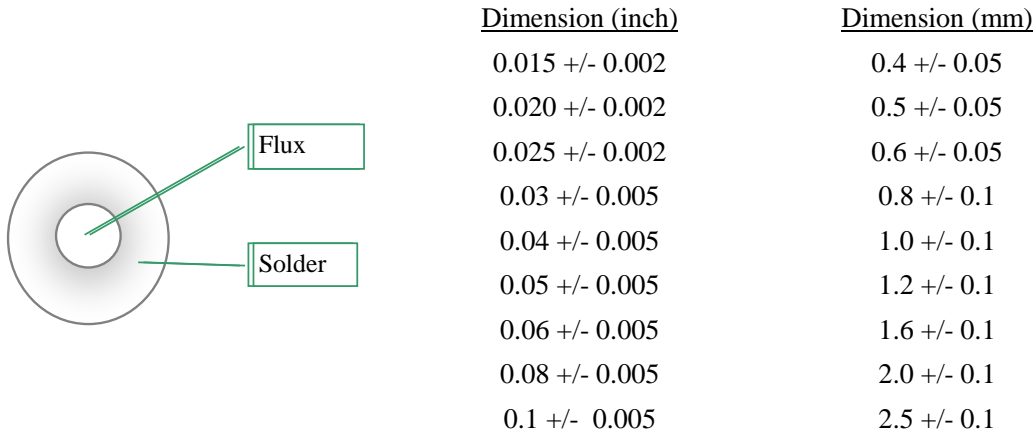 Dimension (inch) Dimension (mm)
0.015 +/- 0.002 0.4 +/- 0.05
0.020 +/- 0.002 0.5 +/- 0.05
Flux
0.025 +/- 0.002 0.6 +/- 0.05
0.03 +/- 0.005 0.8 +/- 0.1
0.04 +/- 0.005 1.0 +/- 0.1
Solder
0.05 +/- 0.005 1.2 +/- 0.1
0.06 +/- 0.005 1.6 +/- 0.1
0.08 +/- 0.005 2.0 +/- 0.1
0.1 +/- 0.005 2.5 +/- 0.1